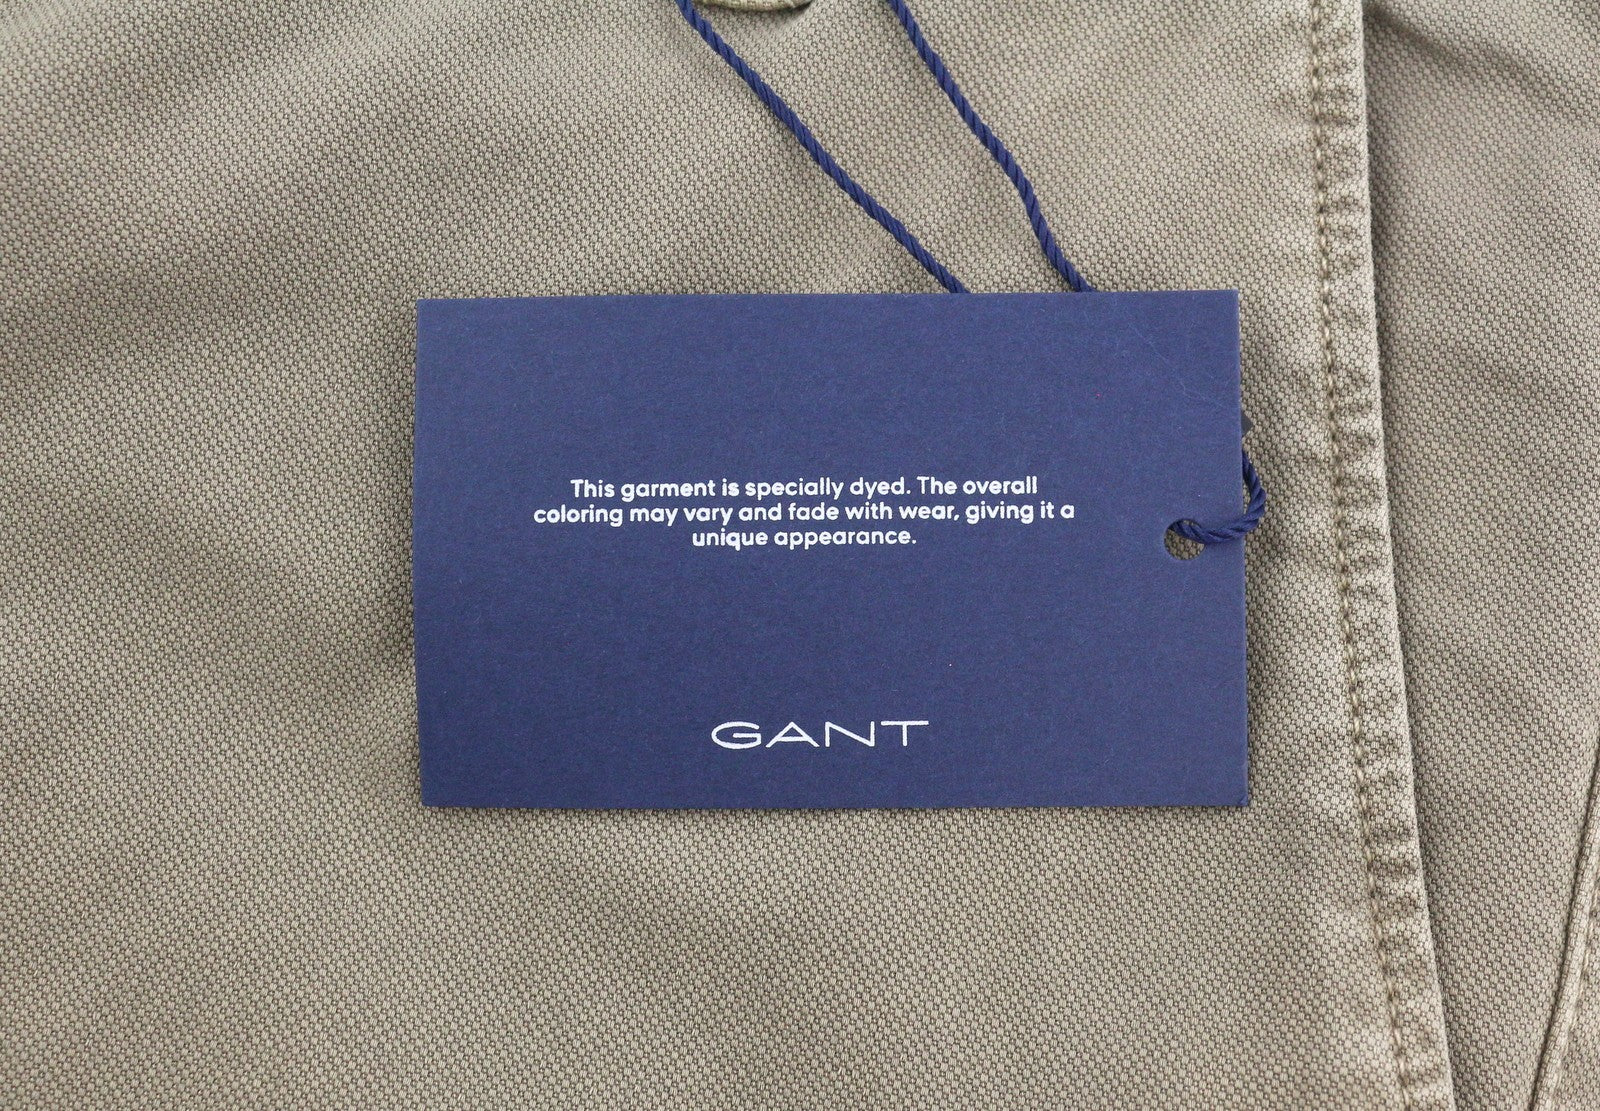 This garment is specially dyed. The overall
coloring may vary and fade with wear, giving it a
unique appearance.
GANT